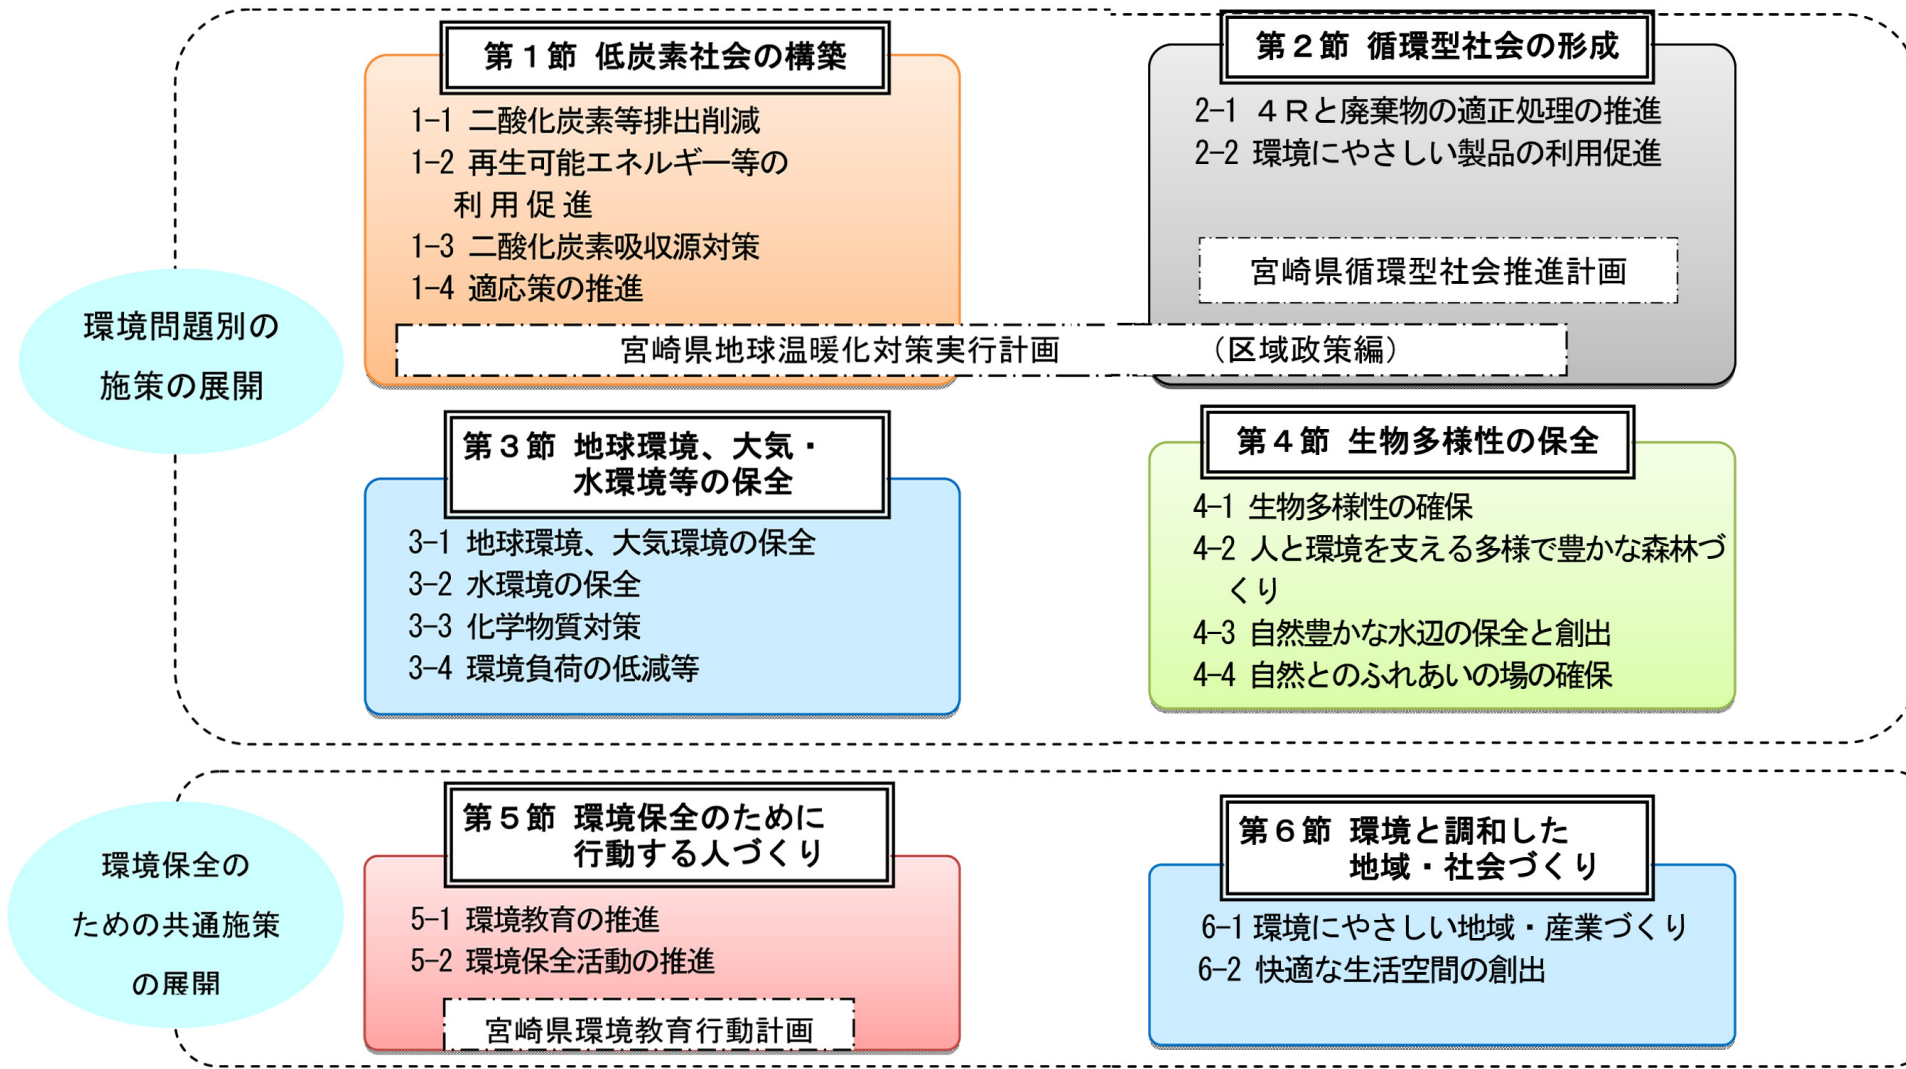 環境問題別の
施策の展開
第１節 低炭素社会の構築
1-1 二酸化炭素等排出削減
1-2 再生可能エネルギー等の
利用促進
1-3 二酸化炭素吸収源対策
1-4 適応策の推進
第２節 循環型社会の形成
2-1 ４Ｒと廃棄物の適正処理の推進
2-2 環境にやさしい製品の利用促進
宮崎県循環型社会推進計画
宮崎県地球温暖化対策実行計画　　　　（区域政策編）
第３節 地球環境、大気・
水環境等の保全
3-1 地球環境、大気環境の保全
3-2 水環境の保全
3-3 化学物質対策
3-4 環境負荷の低減等
第４節 生物多様性の保全
4-1 生物多様性の確保
4-2 人と環境を支える多様で豊かな森林づ
くり
4-3 自然豊かな水辺の保全と創出
4-4 自然とのふれあいの場の確保
環境保全の
ための共通施策
の展開
第５節 環境保全のために
行動する人づくり
5-1 環境教育の推進
5-2 環境保全活動の推進
宮崎県環境教育行動計画
第６節 環境と調和した
地域・社会づくり
6-1 環境にやさしい地域・産業づくり
6-2 快適な生活空間の創出